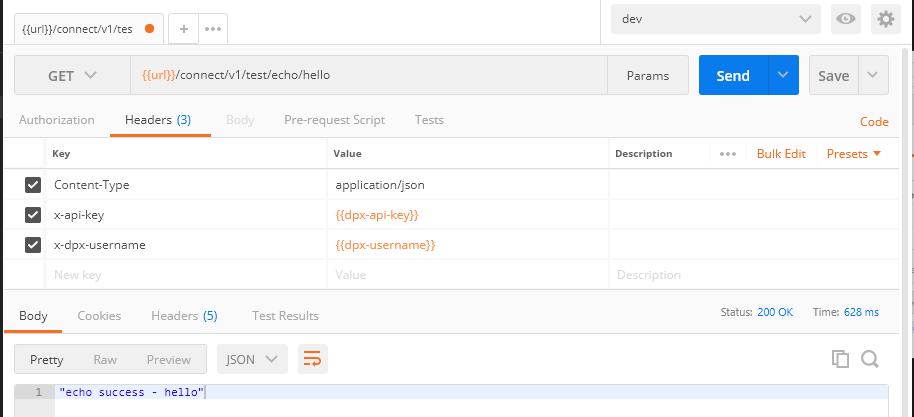 {{url}}/connect/v1/tes + ••• dev
GET {{url}}/connect/v1/test/echo/hello Params Send Save
Authorization Headers (3) Body Pre-request Script Tests Code
Key Value Description ••• Bulk Edit Presets
Content-Type application/json
x-api-key {{dpx-api-key}}
x-dpx-username {{dpx-username}}
New key Value Description
Body Cookies Headers (5) Test Results Status: 200 OK Time: 628 ms
Pretty Raw Preview JSON
1 "echo success - hello"